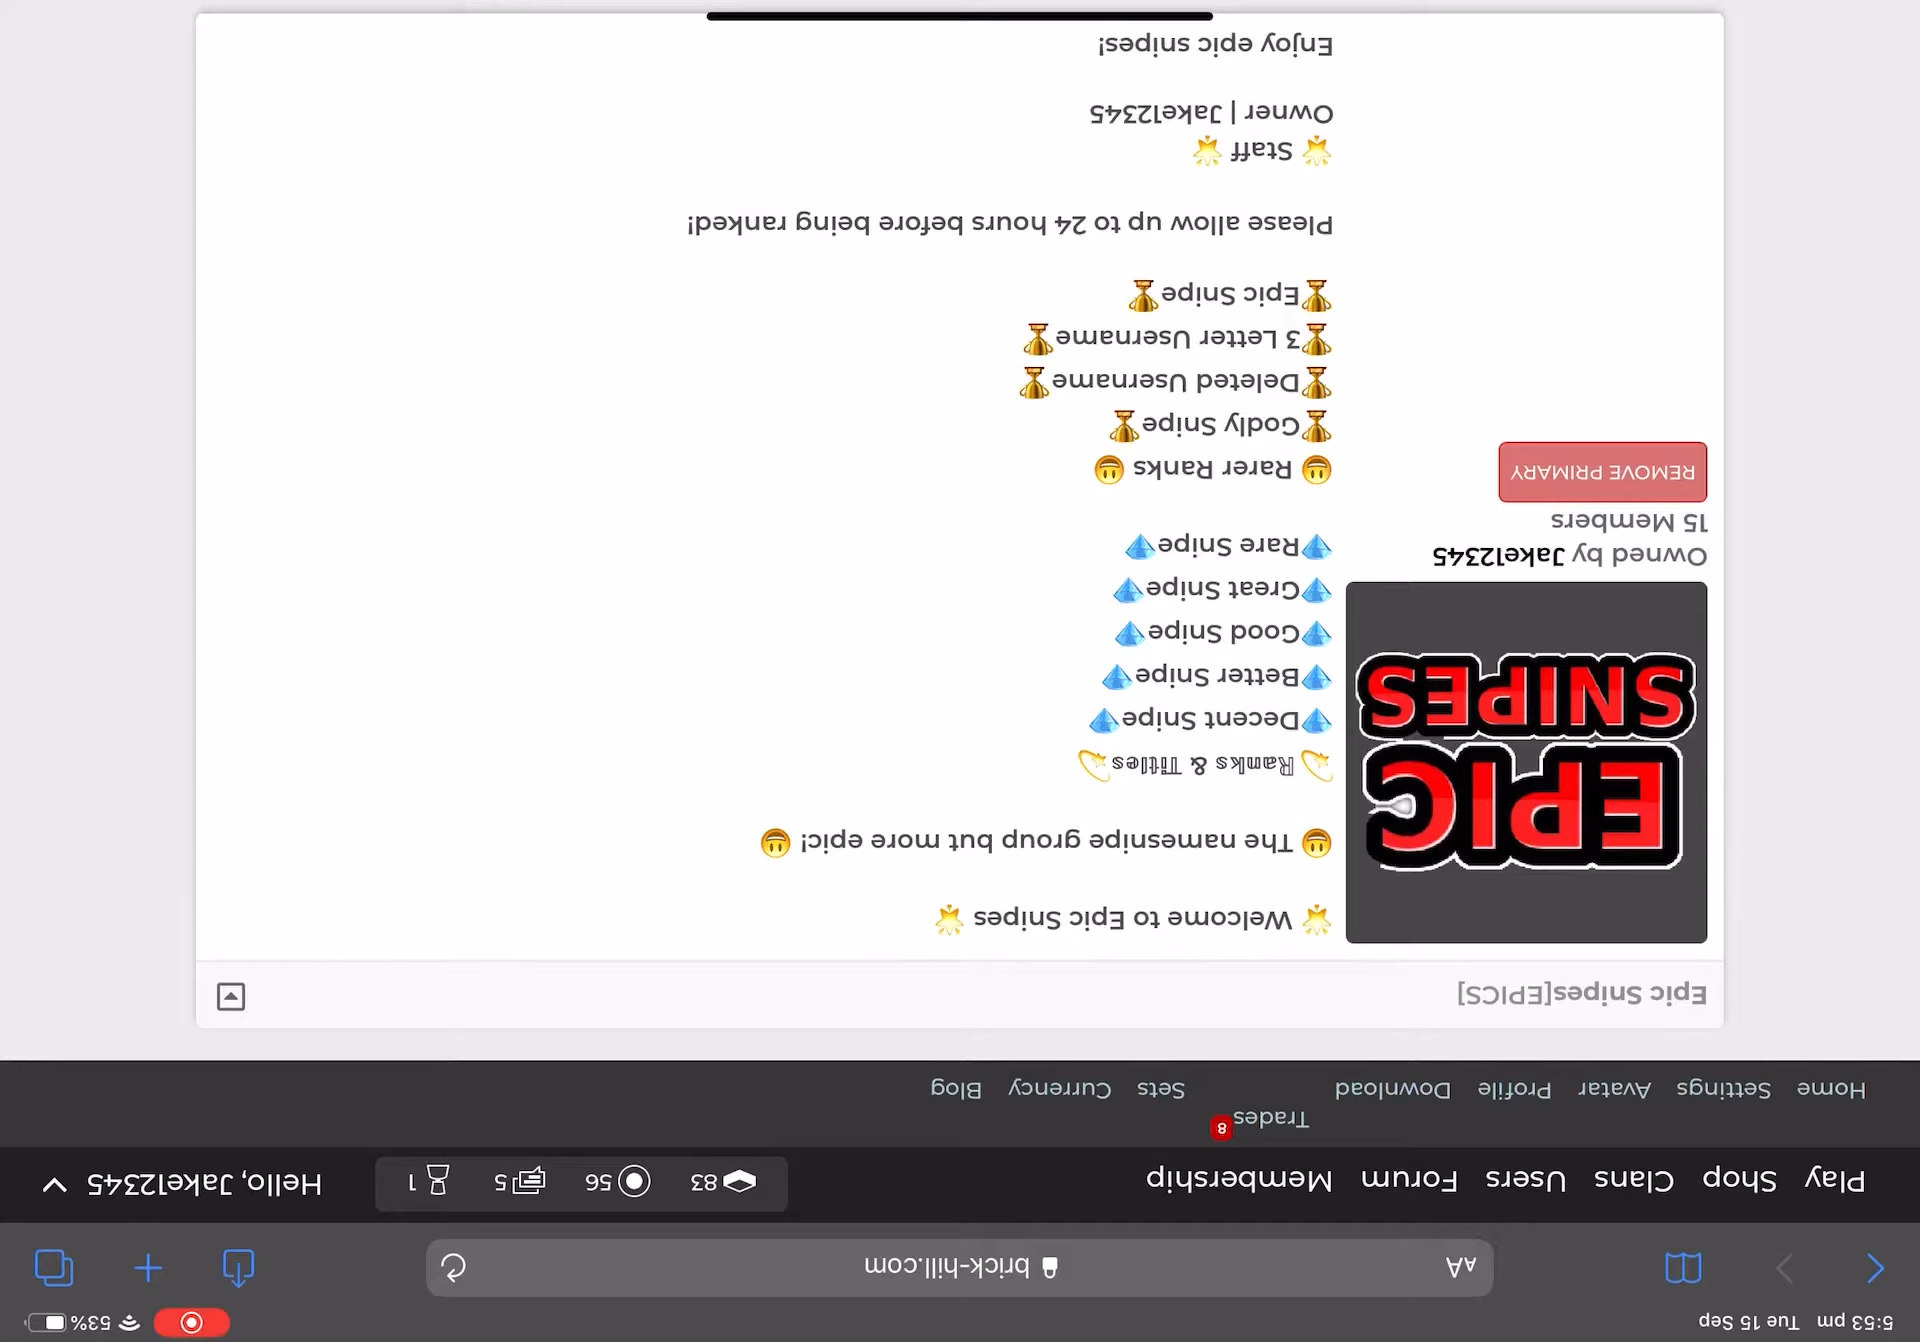 5:53 pm Tue 15 Sep 53%
AA brick-hill.com
Play Shop Clans Users Forum Membership 83 56 5 1 Hello, Jake12345
Home Settings Avatar Profile Download Trades 8 Sets Currency Blog
Epic Snipes[EPICS]
EPIC
SNIPES
Owned by Jake12345
15 Members
REMOVE PRIMARY
🌟 Welcome to Epic Snipes 🌟
🙃 The namesnipe group but more epic! 🙃
💫 Ranks & Titles 💫
💎Decent Snipe💎
💎Better Snipe💎
💎Good Snipe💎
💎Great Snipe💎
💎Rare Snipe💎
🙃 Rarer Ranks 🙃
🏆Godly Snipe🏆
🏆Deleted Username🏆
🏆3 Letter Username🏆
🏆Epic Snipe🏆
Please allow up to 24 hours before being ranked!
🌟 Staff 🌟
Owner | Jake12345
Enjoy epic snipes!